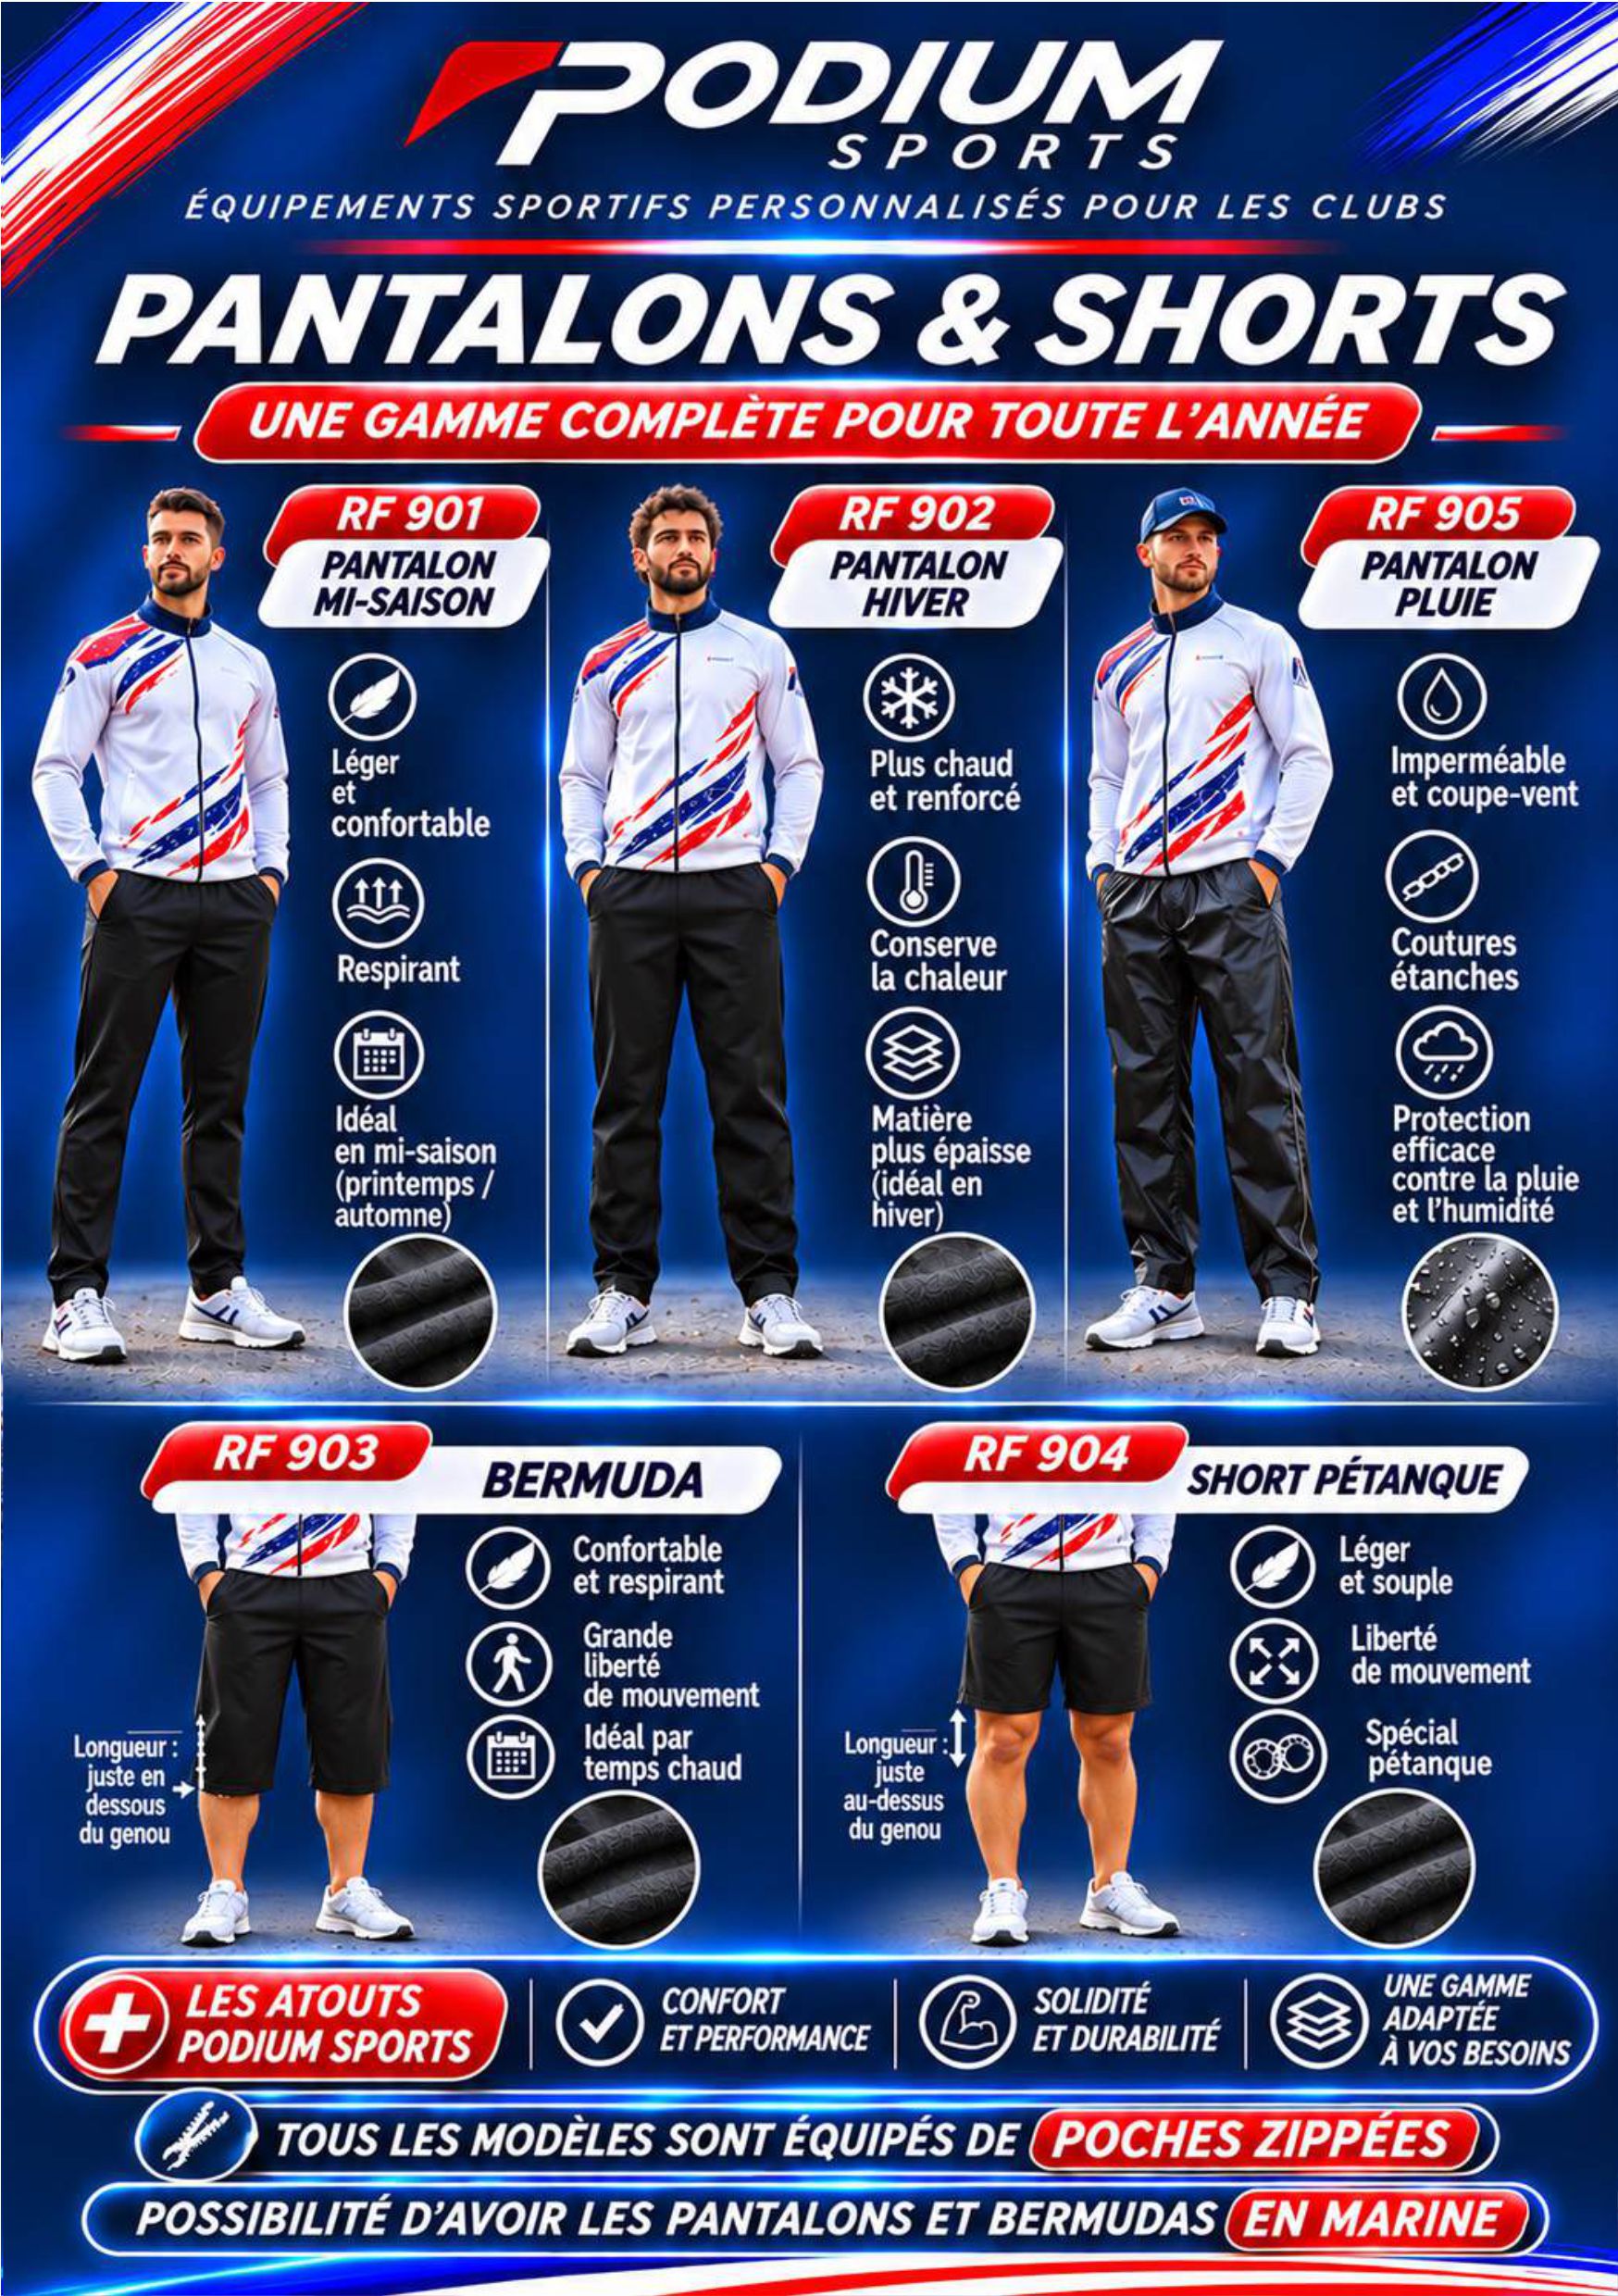 PODIUM
SPORTS
ÉQUIPEMENTS SPORTIFS PERSONNALISÉS POUR LES CLUBS
PANTALONS & SHORTS
UNE GAMME COMPLÈTE POUR TOUTE L'ANNÉE
RF 901
PANTALON
MI-SAISON
Léger
et
confortable
Respirant
Idéal
en mi-saison
(printemps /
automne)
RF 902
PANTALON
HIVER
Plus chaud
et renforcé
Conserve
la chaleur
Matière
plus épaisse
(idéal en
hiver)
RF 905
PANTALON
PLUIE
Imperméable
et coupe-vent
Coutures
étanches
Protection
efficace
contre la pluie
et l'humidité
RF 903
BERMUDA
Confortable
et respirant
Grande
liberté
de mouvement
Idéal par
temps chaud
Longueur :
juste en
dessous
du genou
RF 904
SHORT PÉTANQUE
Léger
et souple
Liberté
de mouvement
Spécial
pétanque
Longueur :
juste
au-dessus
du genou
LES ATOUTS
PODIUM SPORTS
CONFORT
ET PERFORMANCE
SOLIDITÉ
ET DURABILITÉ
UNE GAMME
ADAPTÉE
À VOS BESOINS
TOUS LES MODÈLES SONT ÉQUIPÉS DE POCHES ZIPPÉES
POSSIBILITÉ D'AVOIR LES PANTALONS ET BERMUDAS EN MARINE